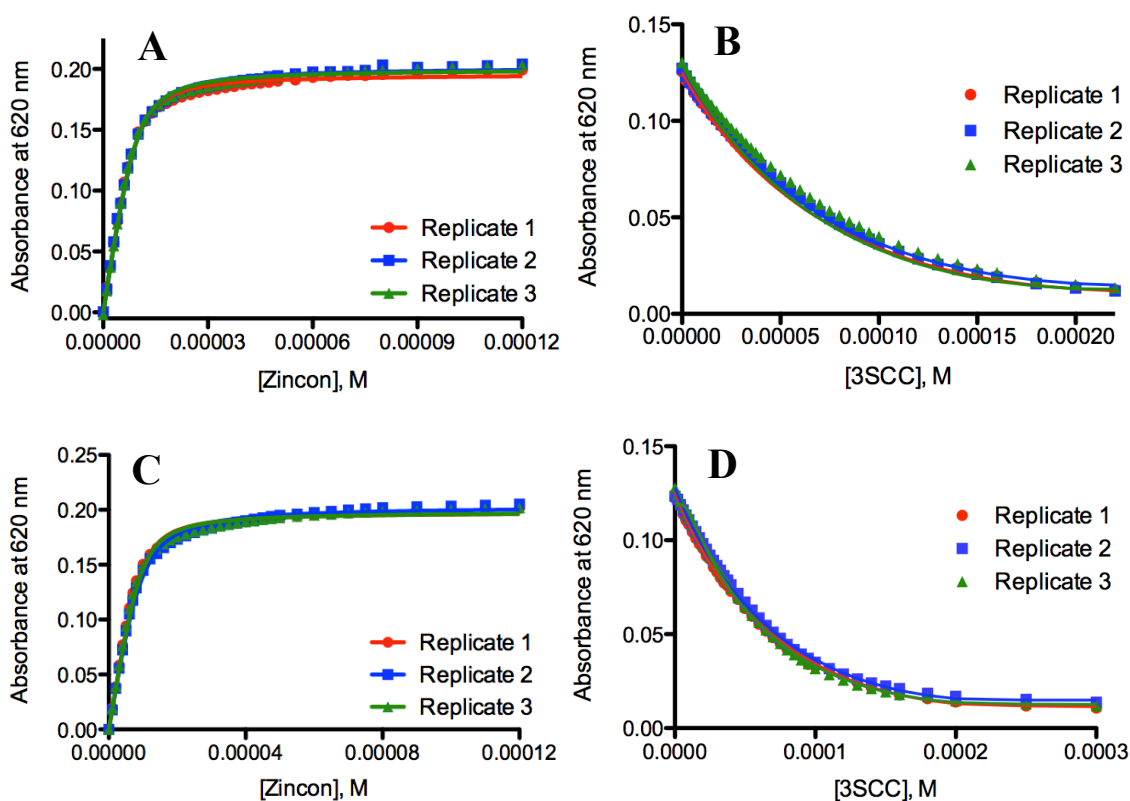 A
Absorbance at 620 nm
0.20
0.15
0.10
0.05
0.00
Replicate 1
Replicate 2
Replicate 3
0.00000
0.00003
0.00006
0.00009
0.00012
[Zincon], M
B
Absorbance at 620 nm
0.15
0.10
0.05
0.00
Replicate 1
Replicate 2
Replicate 3
0.00000
0.00005
0.00010
0.00015
0.00020
[3SCC], M
C
Absorbance at 620 nm
0.25
0.20
0.15
0.10
0.05
0.00
Replicate 1
Replicate 2
Replicate 3
0.00000
0.00004
0.00008
0.00012
[Zincon], M
D
Absorbance at 620 nm
0.15
0.10
0.05
0.00
Replicate 1
Replicate 2
Replicate 3
0.0000
0.0001
0.0002
0.0003
[3SCC], M